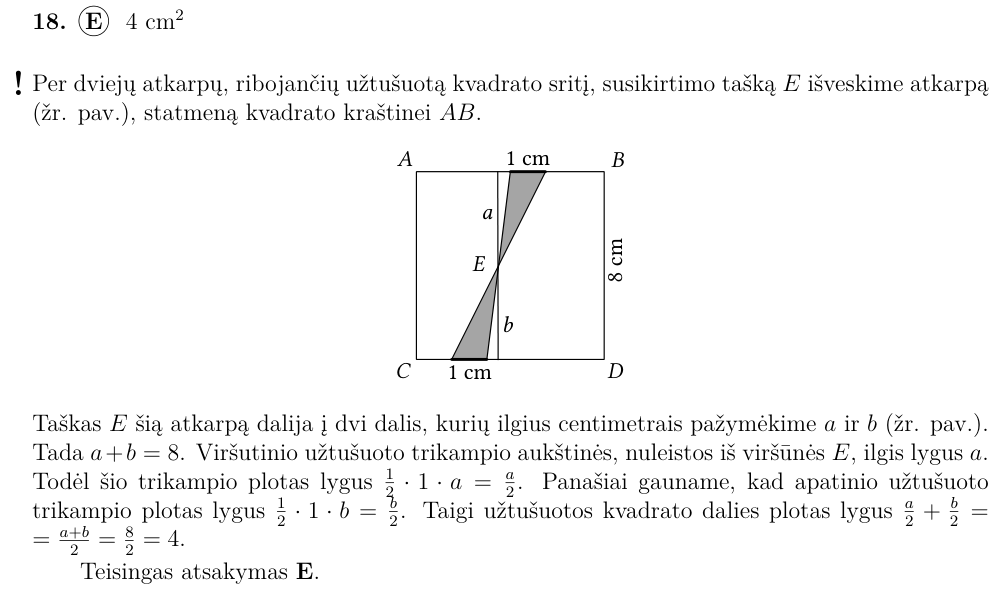 18. Ⓔ 4 cm²
! Per dviejų atkarpų, ribojančių užtušuotą kvadrato sritį, susikirtimo tašką E išveskime atkarpą
(žr. pav.), statmeną kvadrato kraštinei AB.
A 1 cm B
a
E
8 cm
b
C 1 cm D
Taškas E šią atkarpą dalija į dvi dalis, kurių ilgius centimetrais pažymėkime a ir b (žr. pav.).
Tada a + b = 8. Viršutinio užtušuoto trikampio aukštinės, nuleistos iš viršūnės E, ilgis lygus a.
Todėl šio trikampio plotas lygus 1/2 · 1 · a = a/2. Panašiai gauname, kad apatinio užtušuoto
trikampio plotas lygus 1/2 · 1 · b = b/2. Taigi užtušuotos kvadrato dalies plotas lygus a/2 + b/2 =
= a+b/2 = 8/2 = 4.
Teisingas atsakymas E.